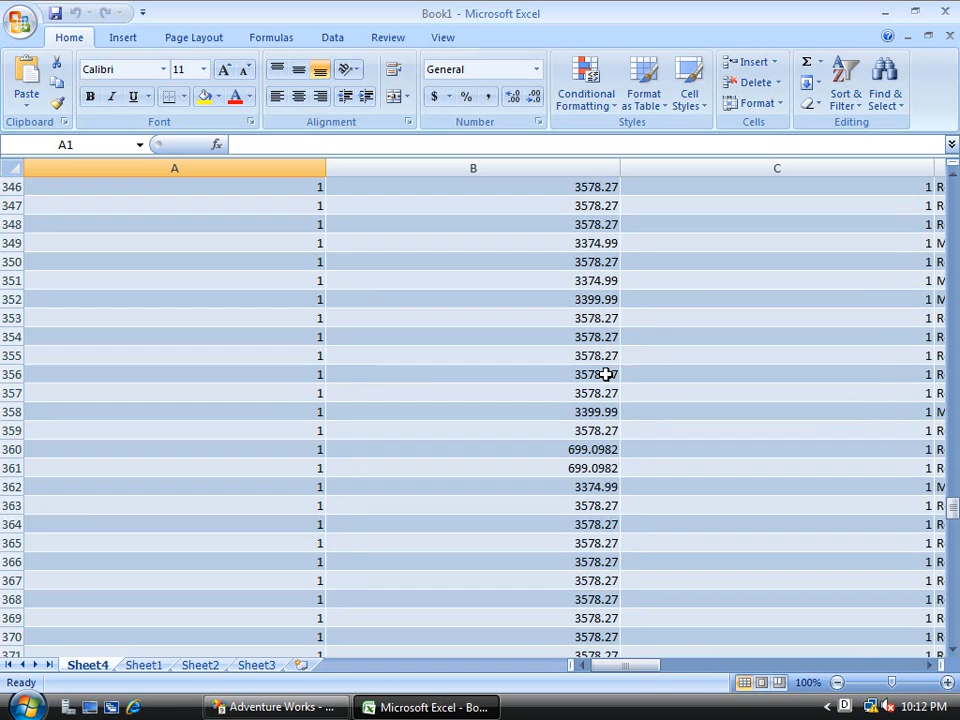 Book1 - Microsoft Excel
Home Insert Page Layout Formulas Data Review View
Paste
Calibri 11 A A
B I U A
General
$ % , .00 .0
Conditional Formatting
Format as Table
Cell Styles
Insert
Delete
Format
Σ
Sort & Filter
Find & Select
Clipboard Font Alignment Number Styles Cells Editing
A1 fx
A B C
346 1 3578.27 1 R
347 1 3578.27 1 R
348 1 3578.27 1 R
349 1 3374.99 1 M
350 1 3578.27 1 R
351 1 3374.99 1 M
352 1 3399.99 1 M
353 1 3578.27 1 R
354 1 3578.27 1 R
355 1 3578.27 1 R
356 1 3578.27 1 R
357 1 3578.27 1 R
358 1 3399.99 1 M
359 1 3578.27 1 R
360 1 699.0982 1 R
361 1 699.0982 1 R
362 1 3374.99 1 M
363 1 3578.27 1 R
364 1 3578.27 1 R
365 1 3578.27 1 R
366 1 3578.27 1 R
367 1 3578.27 1 R
368 1 3578.27 1 R
369 1 3578.27 1 R
370 1 3578.27 1 R
371 1 3578.27 1 R
Sheet4 Sheet1 Sheet2 Sheet3
Ready 100%
Adventure Works - ... Microsoft Excel - Bo... D 10:12 PM